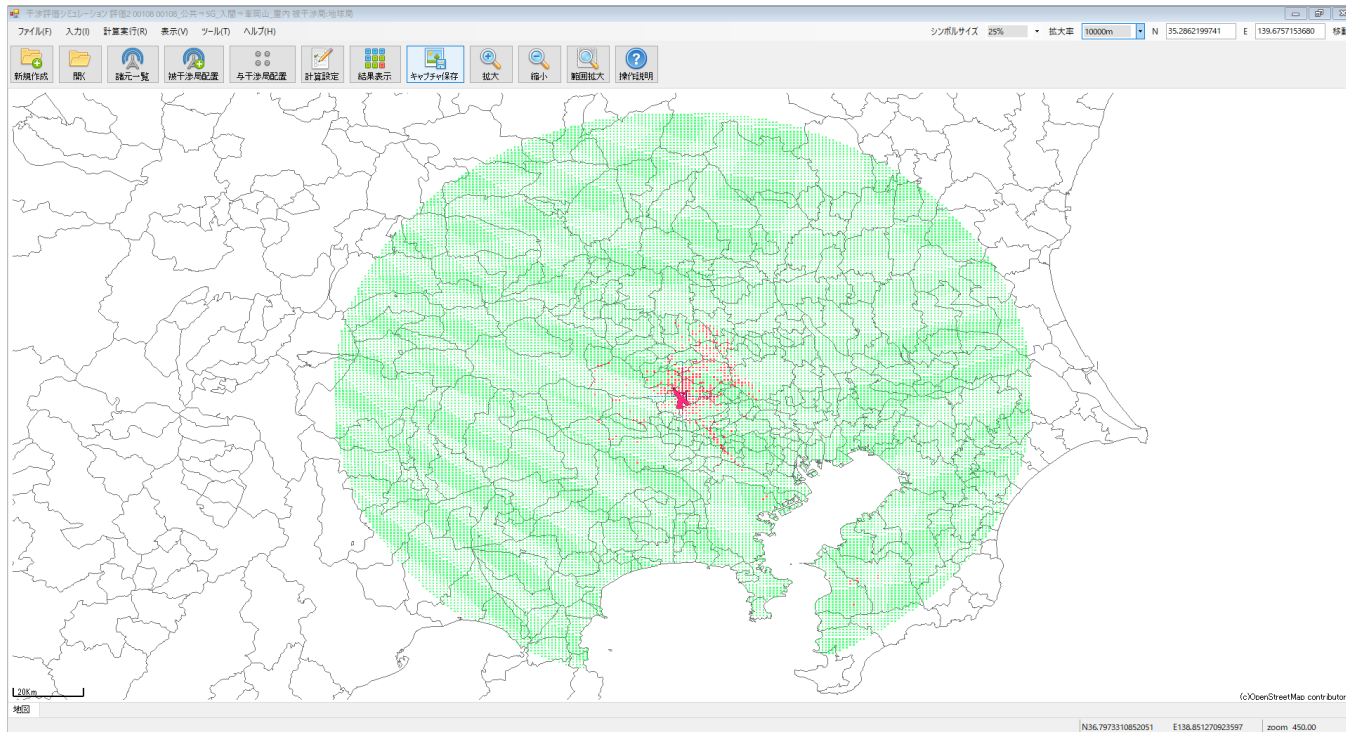 干渉評価シミュレーション 評価2 00108 00108_公共⇒5G_入間⇒車岡山_屋内 被干渉局:地球局
ファイル(F) 入力(I) 計算実行(R) 表示(V) ツール(T) ヘルプ(H) シンボルサイズ 25% 拡大率 10000m N 35.2862199741 E 139.6757153680 移動
新規作成 開く 諸元一覧 被干渉局配置 与干渉局配置 計算設定 結果表示 キャプチャ保存 拡大 縮小 範囲拡大 操作説明
20Km
(c)OpenStreetMap contributor
地図
N36.7973310852051 E138.851270923597 zoom 450.00